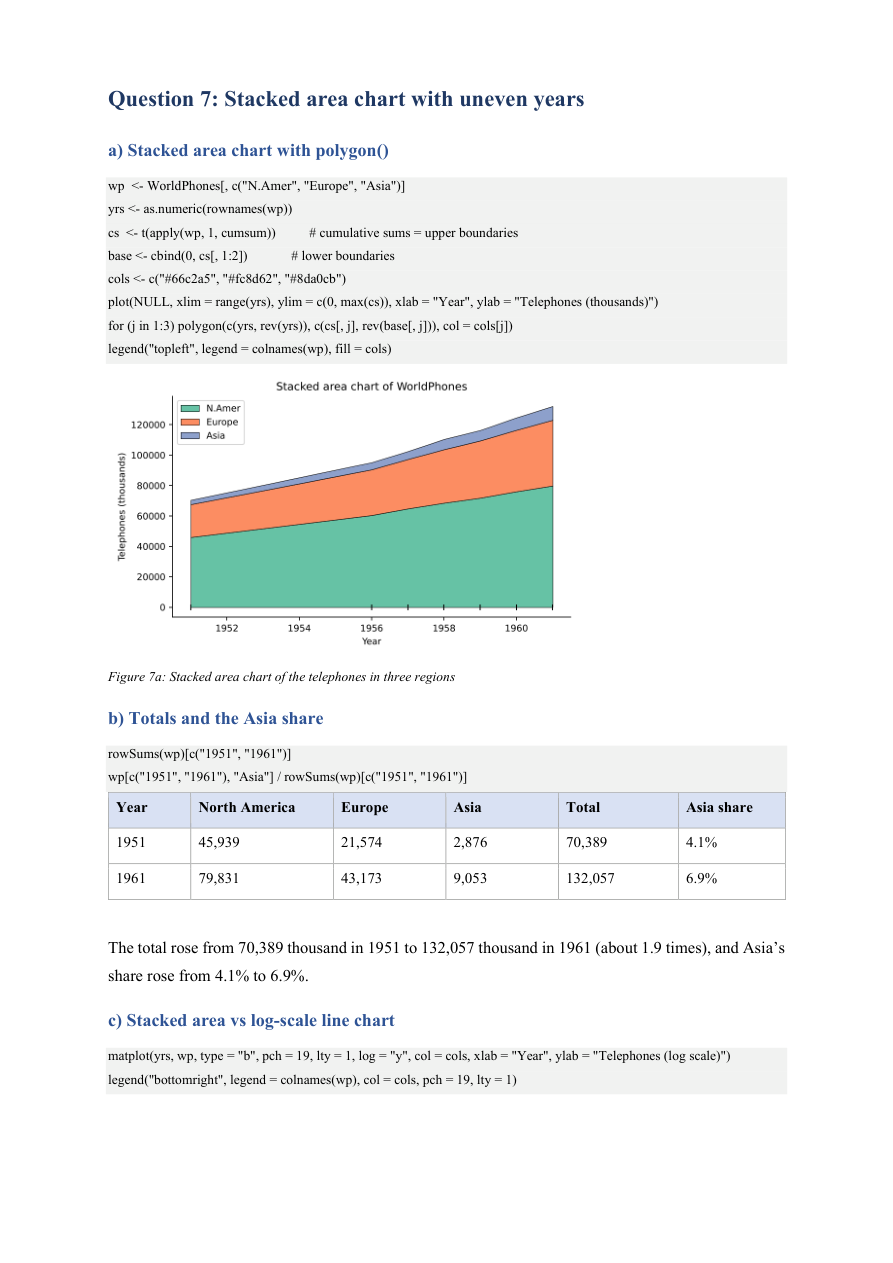 Question 7: Stacked area chart with uneven years
a) Stacked area chart with polygon()
wp <- WorldPhones[, c("N.Amer", "Europe", "Asia")]
yrs <- as.numeric(rownames(wp))
cs <- t(apply(wp, 1, cumsum)) # cumulative sums = upper boundaries
base <- cbind(0, cs[, 1:2]) # lower boundaries
cols <- c("#66c2a5", "#fc8d62", "#8da0cb")
plot(NULL, xlim = range(yrs), ylim = c(0, max(cs)), xlab = "Year", ylab = "Telephones (thousands)")
for (j in 1:3) polygon(c(yrs, rev(yrs)), c(cs[, j], rev(base[, j])), col = cols[j])
legend("topleft", legend = colnames(wp), fill = cols)
Stacked area chart of WorldPhones
N.Amer
Europe
Asia
Telephones (thousands)
120000
100000
80000
60000
40000
20000
0
1952 1954 1956 1958 1960
Year
Figure 7a: Stacked area chart of the telephones in three regions
b) Totals and the Asia share
rowSums(wp)[c("1951", "1961")]
wp[c("1951", "1961"), "Asia"] / rowSums(wp)[c("1951", "1961")]
Year North America Europe Asia Total Asia share
1951 45,939 21,574 2,876 70,389 4.1%
1961 79,831 43,173 9,053 132,057 6.9%
The total rose from 70,389 thousand in 1951 to 132,057 thousand in 1961 (about 1.9 times), and Asia’s
share rose from 4.1% to 6.9%.
c) Stacked area vs log-scale line chart
matplot(yrs, wp, type = "b", pch = 19, lty = 1, log = "y", col = cols, xlab = "Year", ylab = "Telephones (log scale)")
legend("bottomright", legend = colnames(wp), col = cols, pch = 19, lty = 1)